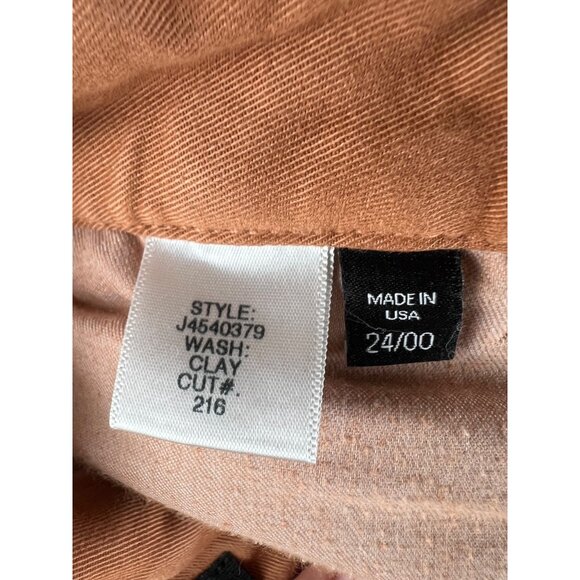 STYLE:
J4540379
WASH:
CLAY
CUT#.
216
MADE IN
USA
24/00